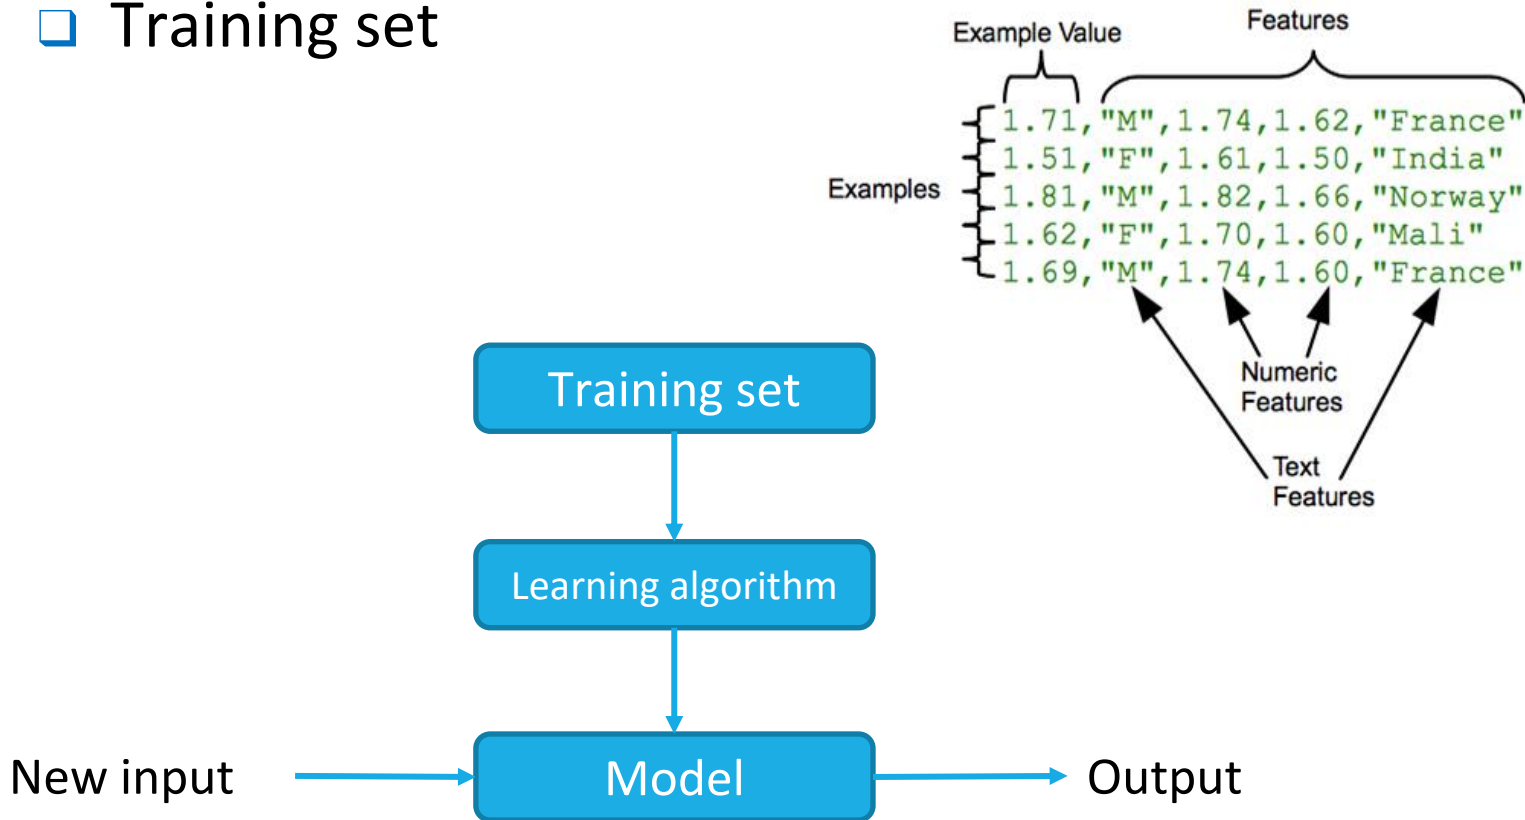 Training set
Example Value
Features
Examples
1.71,"M",1.74,1.62,"France"
1.51,"F",1.61,1.50,"India"
1.81,"M",1.82,1.66,"Norway"
1.62,"F",1.70,1.60,"Mali"
1.69,"M",1.74,1.60,"France"
Numeric
Features
Text
Features
Training set
Learning algorithm
New input
Model
Output